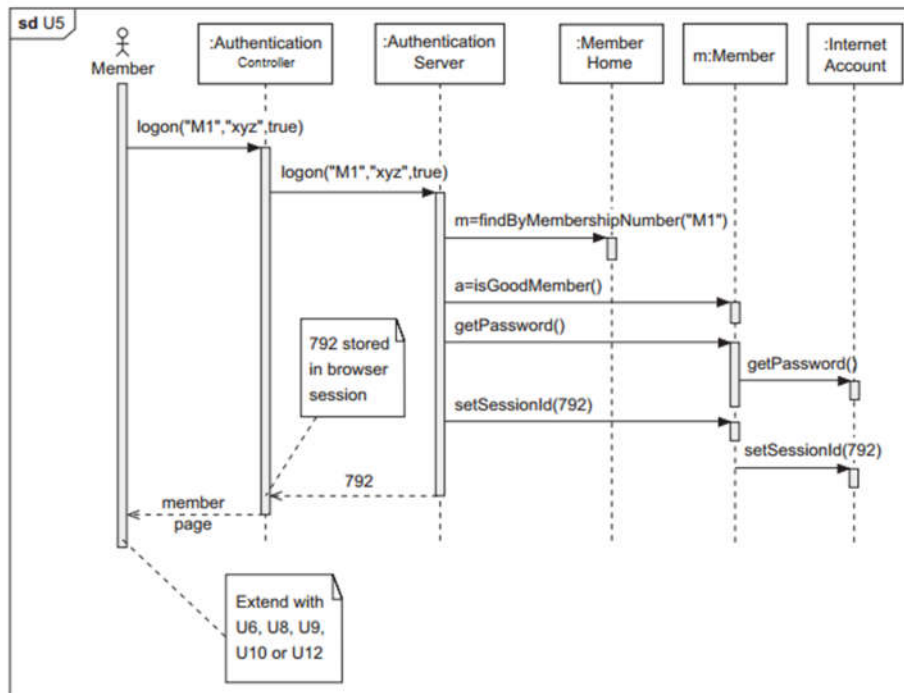 sd U5
Member
:Authentication
Controller
:Authentication
Server
:Member
Home
m:Member
:Internet
Account
logon("M1","xyz",true)
logon("M1","xyz",true)
m=findByMembershipNumber("M1")
a=isGoodMember()
getPassword()
792 stored
in browser
session
getPassword()
setSessionId(792)
setSessionId(792)
792
member
page
Extend with
U6, U8, U9,
U10 or U12